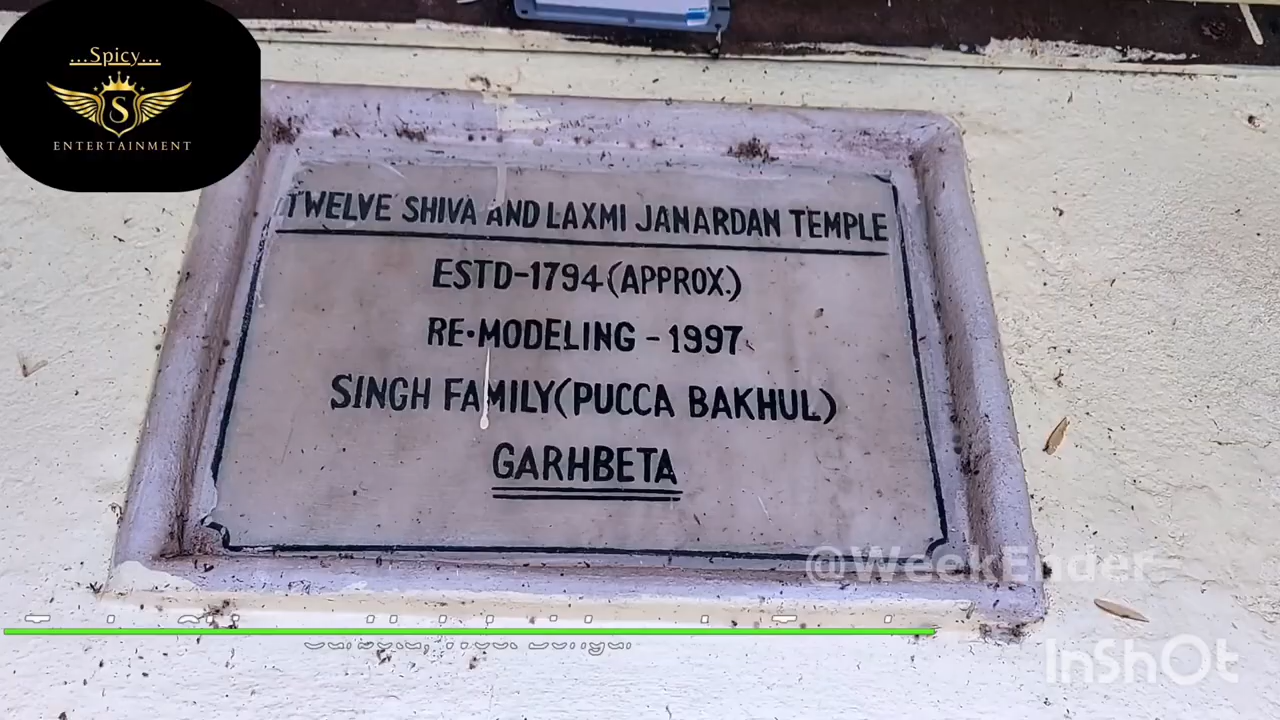 ...Spicy...
S
ENTERTAINMENT
TWELVE SHIVA AND LAXMI JANARDAN TEMPLE
ESTD-1794(APPROX.)
RE•MODELING - 1997
SINGH FAMILY(PUCCA BAKHUL)
GARHBETA
@WeekEnder
InShOt